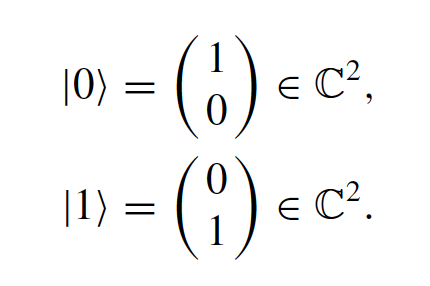 |0⟩ = (1 0) ∈ ℂ²,
|1⟩ = (0 1) ∈ ℂ².